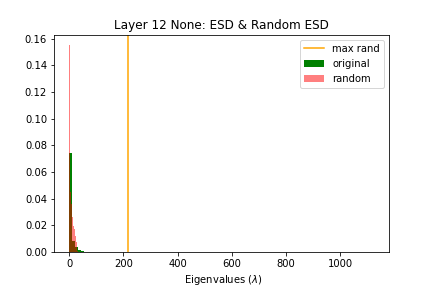 Layer 12 None: ESD & Random ESD
0.16
0.14
0.12
0.10
0.08
0.06
0.04
0.02
0.00
max rand
original
random
0 200 400 600 800 1000
Eigenvalues (λ)